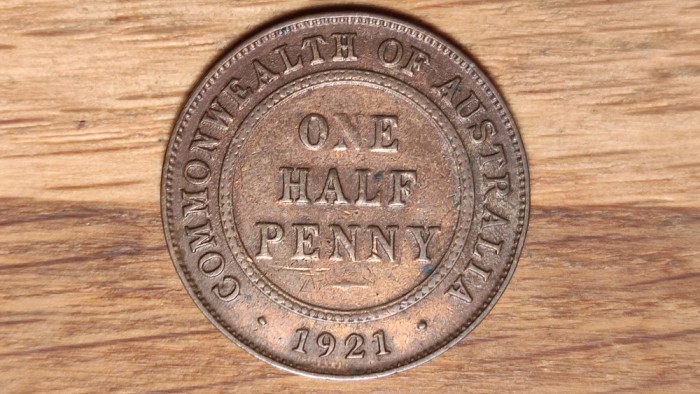 COMMONWEALTH OF AUSTRALIA
ONE
HALF
PENNY
· 1921 ·